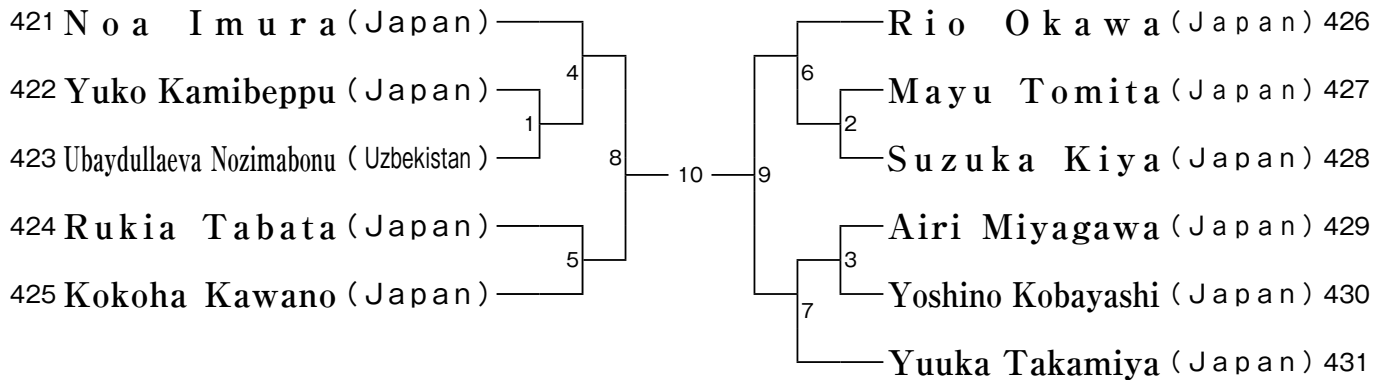 421 Noa Imura (Japan)
422 Yuko Kamibeppu (Japan)
423 Ubaydullaeva Nozimabonu (Uzbekistan)
424 Rukia Tabata (Japan)
425 Kokoha Kawano (Japan)
4
1
8
5
10
9
6
2
3
7
Rio Okawa (Japan) 426
Mayu Tomita (Japan) 427
Suzuka Kiya (Japan) 428
Airi Miyagawa (Japan) 429
Yoshino Kobayashi (Japan) 430
Yuuka Takamiya (Japan) 431